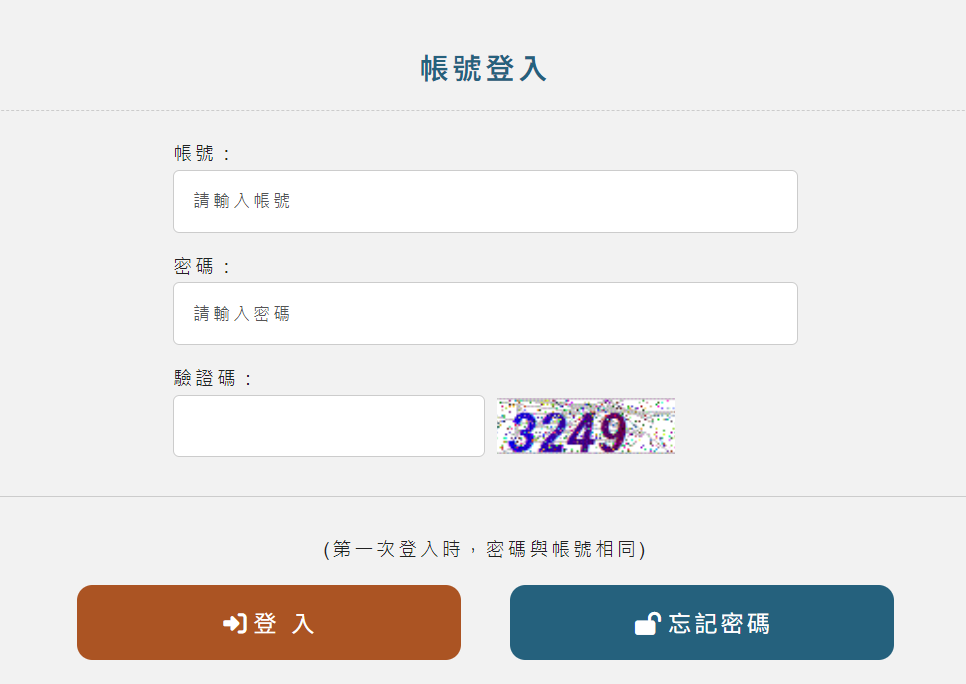 帳號登入
帳號：
請輸入帳號
密碼：
請輸入密碼
驗證碼：
3249
(第一次登入時，密碼與帳號相同)
登 入
忘記密碼